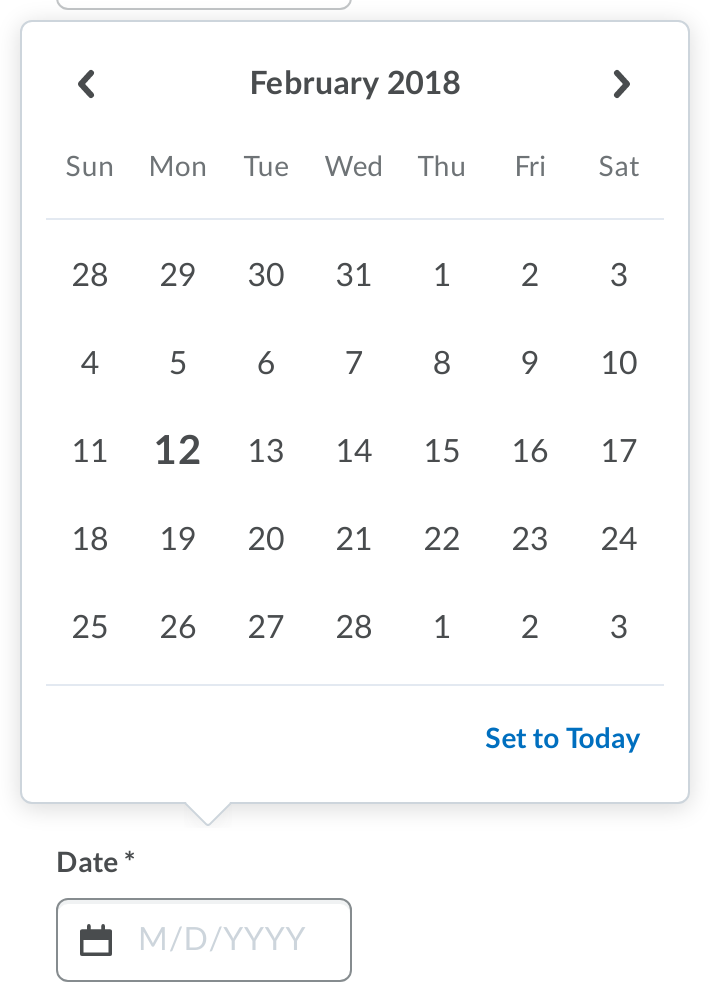 February 2018
Sun Mon Tue Wed Thu Fri Sat
28 29 30 31 1 2 3
4 5 6 7 8 9 10
11 12 13 14 15 16 17
18 19 20 21 22 23 24
25 26 27 28 1 2 3
Set to Today
Date *
M/D/YYYY